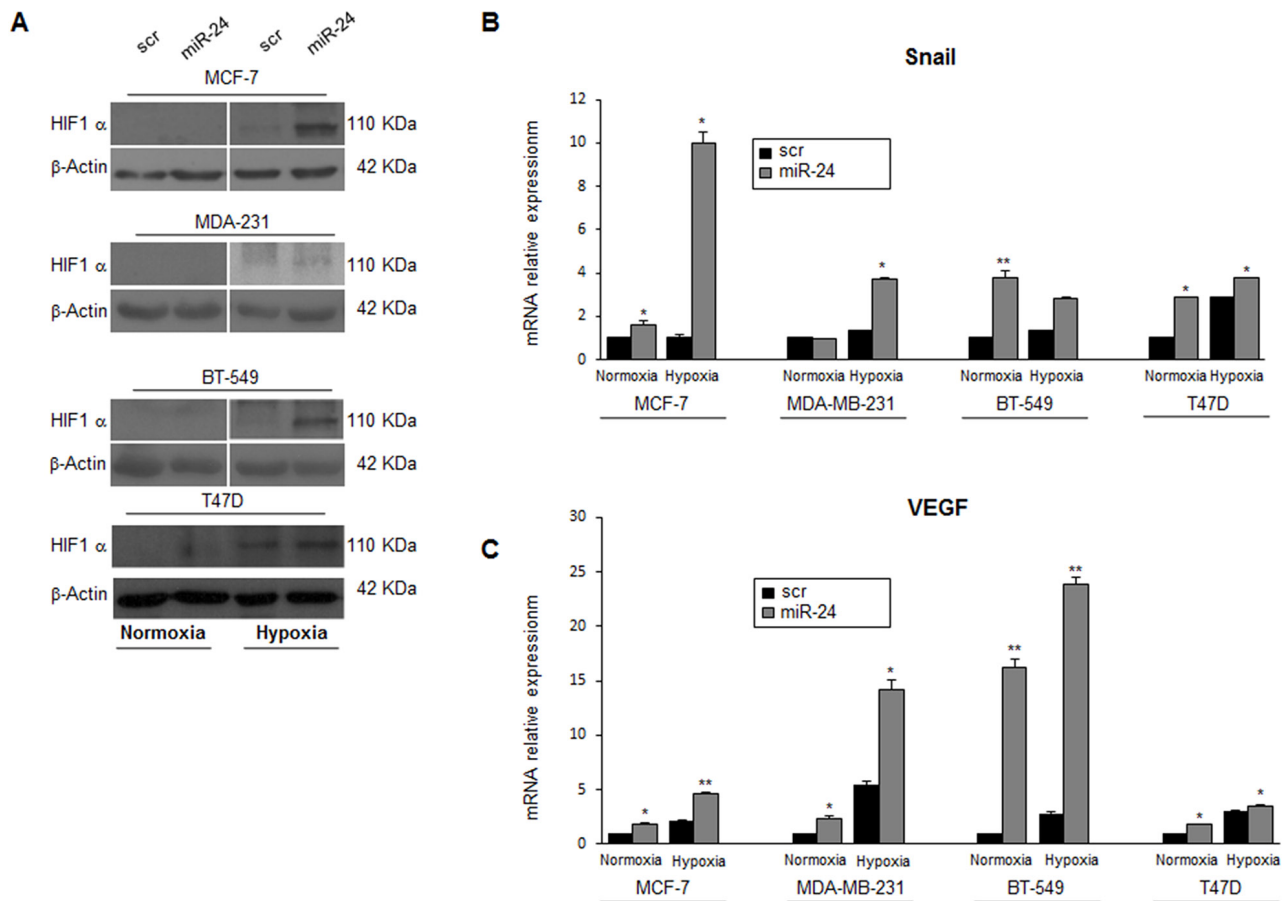 A
scr miR-24 scr miR-24
MCF-7
HIF1 α 110 KDa
β-Actin 42 KDa
MDA-231
HIF1 α 110 KDa
β-Actin 42 KDa
BT-549
HIF1 α 110 KDa
β-Actin 42 KDa
T47D
HIF1 α 110 KDa
β-Actin 42 KDa
Normoxia Hypoxia
B
Snail
mRNA relative expressionm
12
10
8
6
4
2
0
scr
miR-24
* * * ** * *
Normoxia Hypoxia Normoxia Hypoxia Normoxia Hypoxia Normoxia Hypoxia
MCF-7 MDA-MB-231 BT-549 T47D
C
VEGF
mRNA relative expressionm
30
25
20
15
10
5
0
scr
miR-24
* ** * * ** ** * *
Normoxia Hypoxia Normoxia Hypoxia Normoxia Hypoxia Normoxia Hypoxia
MCF-7 MDA-MB-231 BT-549 T47D